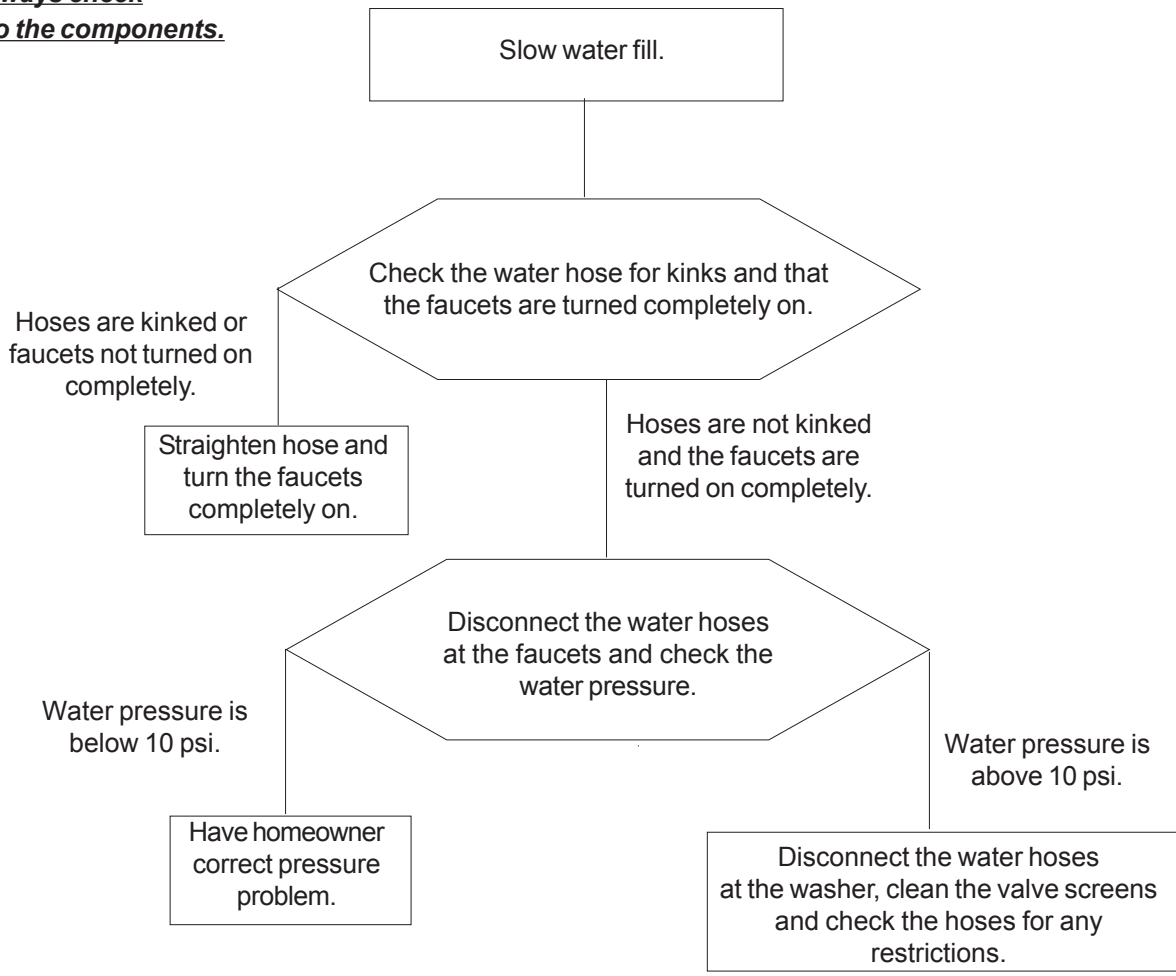 to the components.
Slow water fill.
Check the water hose for kinks and that
the faucets are turned completely on.
Hoses are kinked or
faucets not turned on
completely.
Straighten hose and
turn the faucets
completely on.
Hoses are not kinked
and the faucets are
turned on completely.
Disconnect the water hoses
at the faucets and check the
water pressure.
Water pressure is
below 10 psi.
Water pressure is
above 10 psi.
Have homeowner
correct pressure
problem.
Disconnect the water hoses
at the washer, clean the valve screens
and check the hoses for any
restrictions.